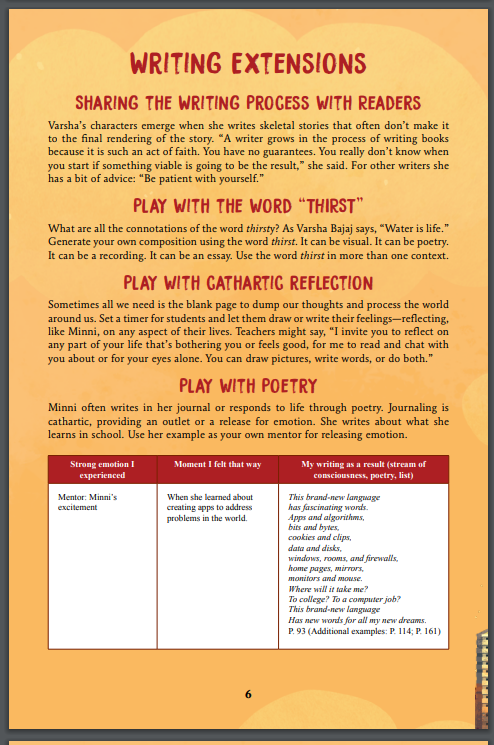 WRITING EXTENSIONS
SHARING THE WRITING PROCESS WITH READERS
Varsha's characters emerge when she writes skeletal stories that often don't make it
to the final rendering of the story. “A writer grows in the process of writing books
because it is such an act of faith. You have no guarantees. You really don't know when
you start if something viable is going to be the result,” she said. For other writers she
has a bit of advice: “Be patient with yourself.”
PLAY WITH THE WORD “THIRST”
What are all the connotations of the word thirsty? As Varsha Bajaj says, “Water is life.”
Generate your own composition using the word thirst. It can be visual. It can be poetry.
It can be a recording. It can be an essay. Use the word thirst in more than one context.
PLAY WITH CATHARTIC REFLECTION
Sometimes all we need is the blank page to dump our thoughts and process the world
around us. Set a timer for students and let them draw or write their feelings—reflecting,
like Minni, on any aspect of their lives. Teachers might say, “I invite you to reflect on
any part of your life that's bothering you or feels good, for me to read and chat with
you about or for your eyes alone. You can draw pictures, write words, or do both.”
PLAY WITH POETRY
Minni often writes in her journal or responds to life through poetry. Journaling is
cathartic, providing an outlet or a release for emotion. She writes about what she
learns in school. Use her example as your own mentor for releasing emotion.
Strong emotion I
experienced
Moment I felt that way
My writing as a result (stream of
consciousness, poetry, list)
Mentor: Minni's
excitement
When she learned about
creating apps to address
problems in the world.
This brand-new language
has fascinating words.
Apps and algorithms,
bits and bytes,
cookies and clips,
data and disks,
windows, rooms, and firewalls,
home pages, mirrors,
monitors and mouse.
Where will it take me?
To college? To a computer job?
This brand-new language
Has new words for all my new dreams.
P. 93 (Additional examples: P. 114; P. 161)
6